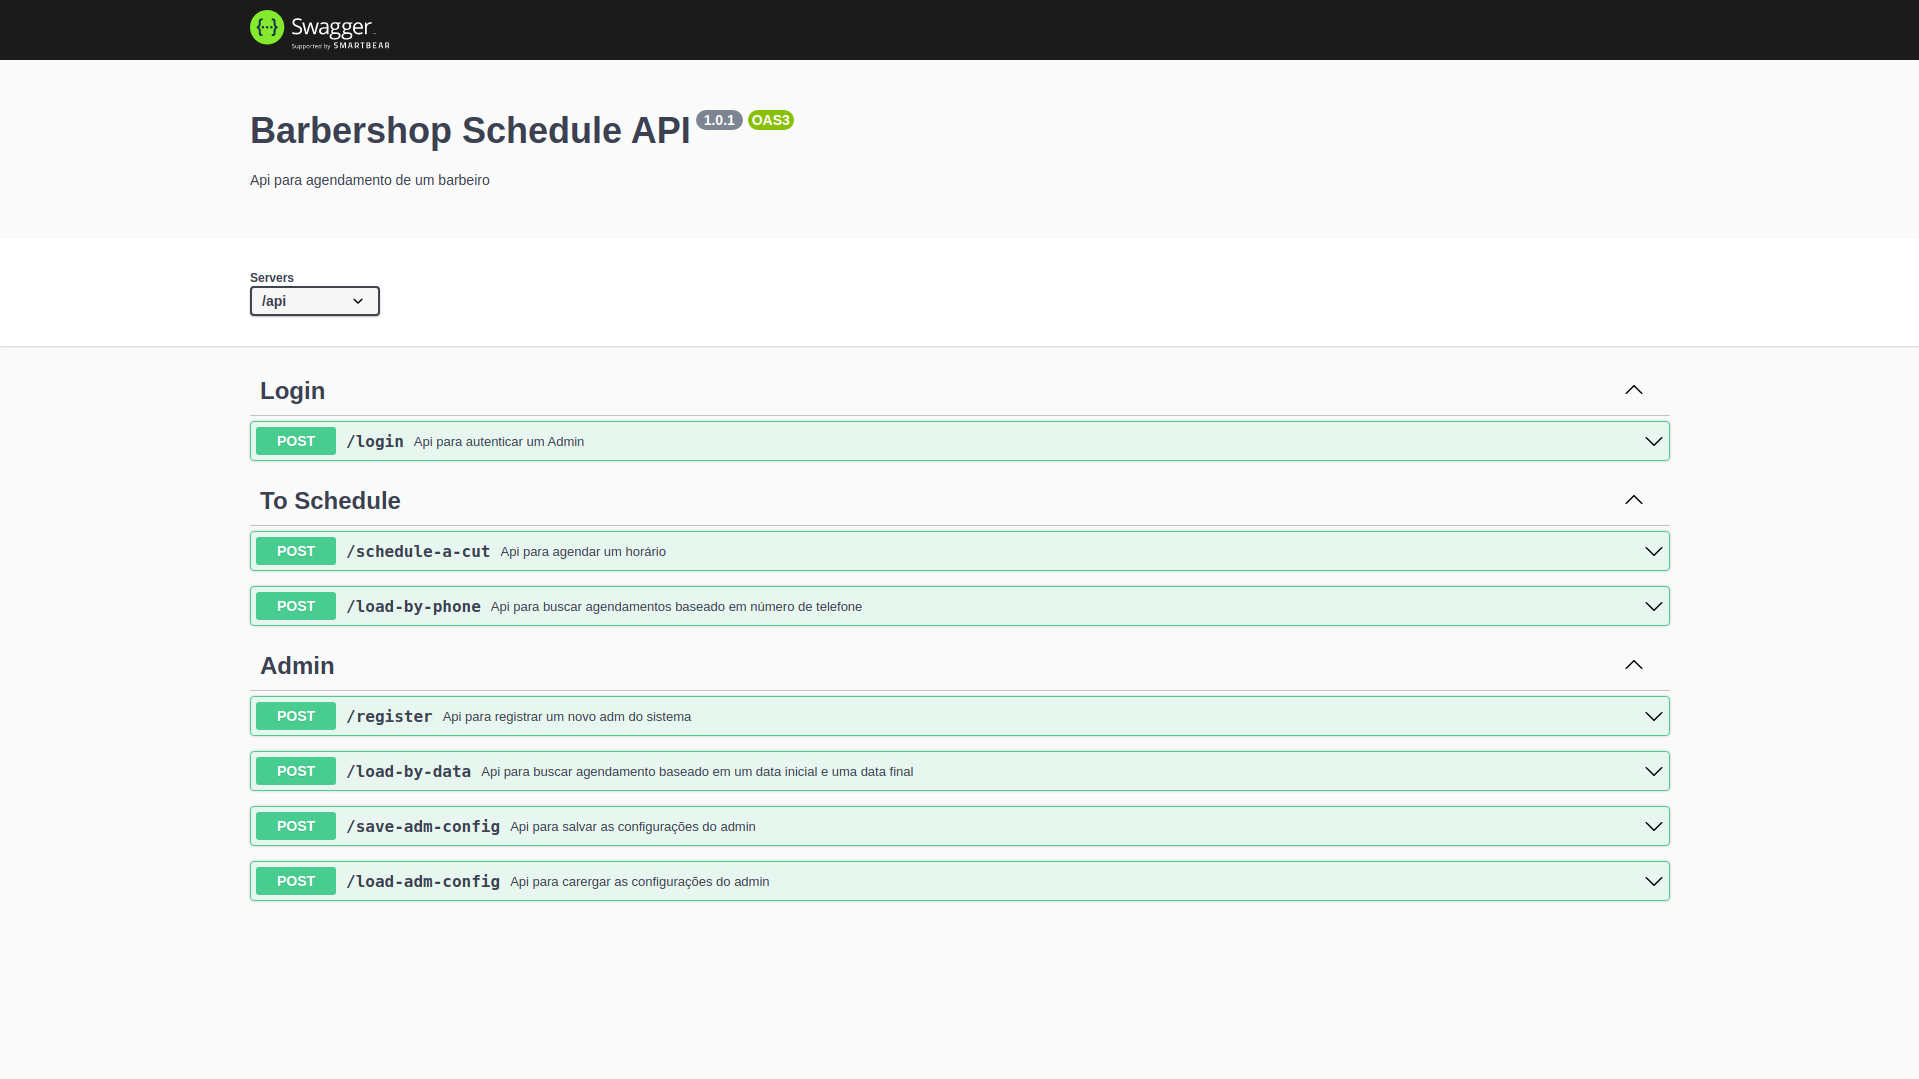 Swagger
Supported by SMARTBEAR
Barbershop Schedule API 1.0.1 OAS3
Api para agendamento de um barbeiro
Servers
/api
Login
POST /login Api para autenticar um Admin
To Schedule
POST /schedule-a-cut Api para agendar um horário
POST /load-by-phone Api para buscar agendamentos baseado em número de telefone
Admin
POST /register Api para registrar um novo adm do sistema
POST /load-by-data Api para buscar agendamento baseado em um data inicial e uma data final
POST /save-adm-config Api para salvar as configurações do admin
POST /load-adm-config Api para carergar as configurações do admin